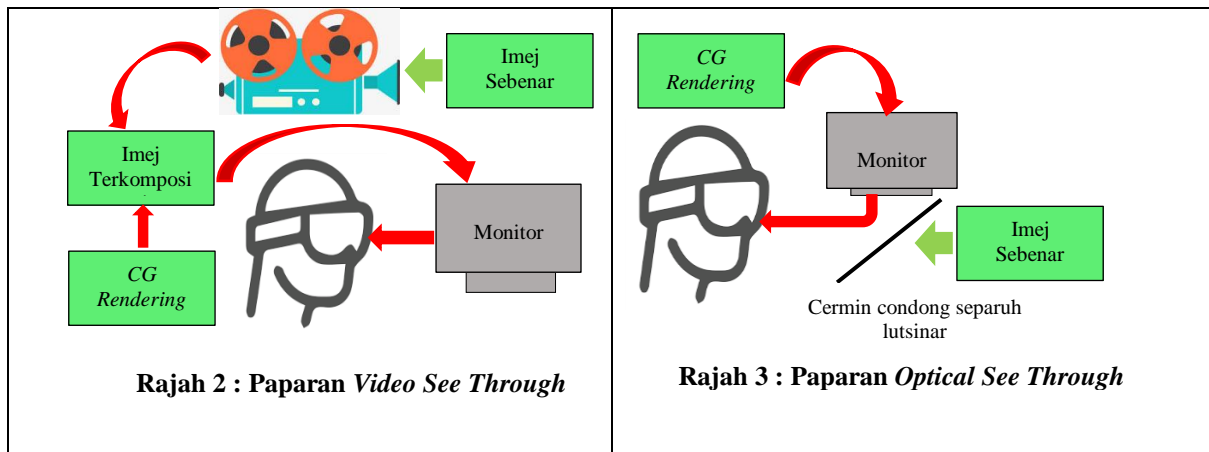 Imej
Sebenar
Imej
Terkomposi
Monitor
CG
Rendering
Rajah 2 : Paparan Video See Through
CG
Rendering
Monitor
Imej
Sebenar
Cermin condong separuh
lutsinar
Rajah 3 : Paparan Optical See Through